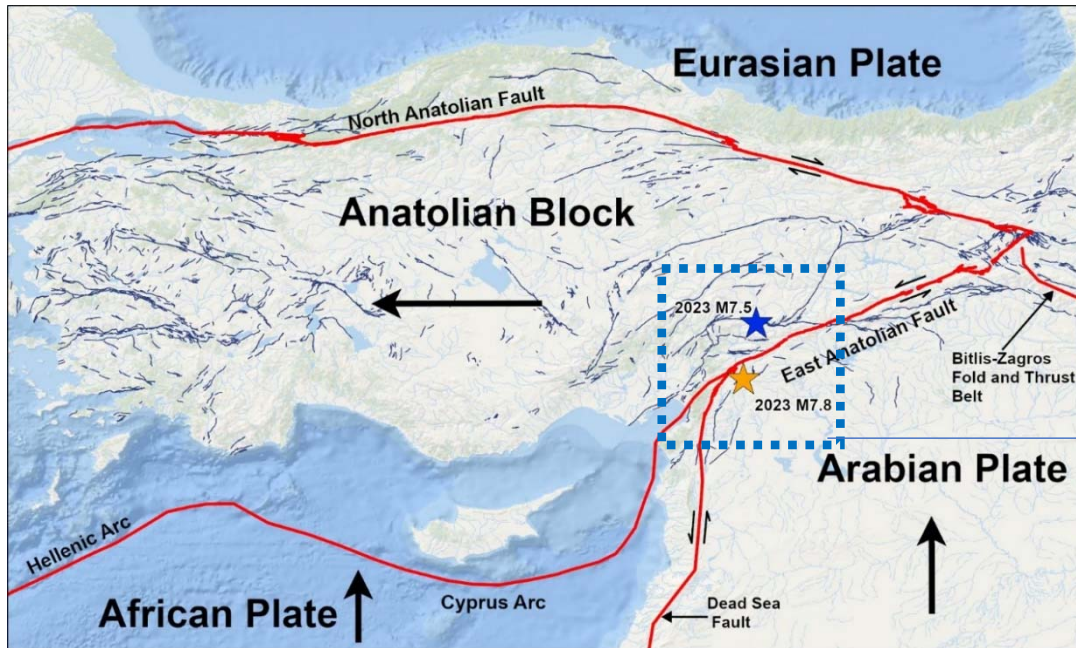 Eurasian Plate
North Anatolian Fault
Anatolian Block
2023 M7.5
East Anatolian Fault
Bitlis-Zagros
Fold and Thrust
Belt
2023 M7.8
Arabian Plate
Hellenic Arc
African Plate
Cyprus Arc
Dead Sea
Fault